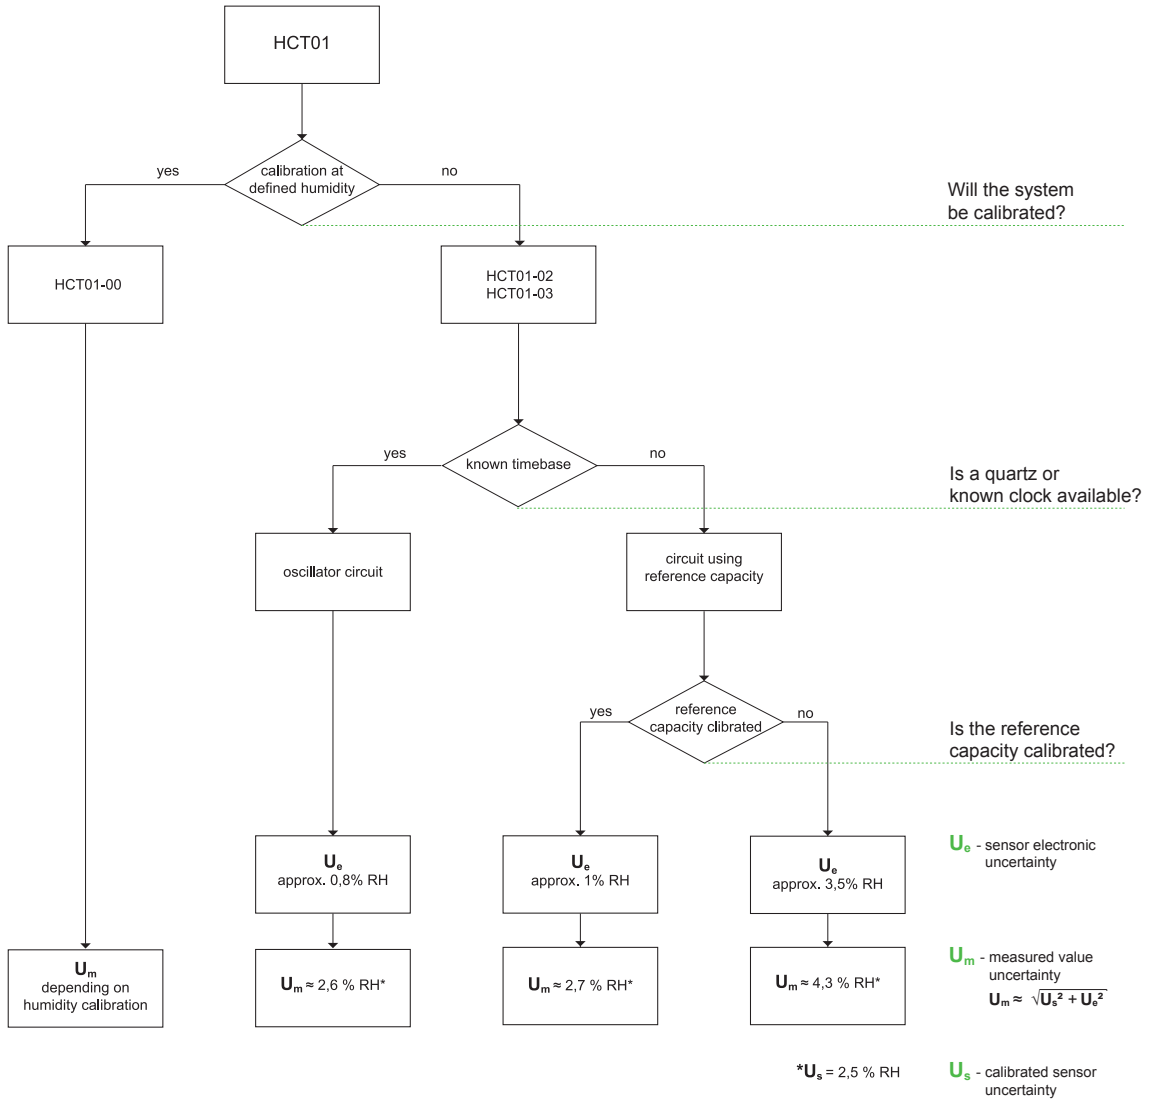 HCT01
calibration at
defined humidity
yes
no
Will the system
be calibrated?
HCT01-00
HCT01-02
HCT01-03
known timebase
yes
no
Is a quartz or
known clock available?
oscillator circuit
circuit using
reference capacity
reference
capacity clibrated
yes
no
Is the reference
capacity calibrated?
Ue
approx. 0,8% RH
Ue
approx. 1% RH
Ue
approx. 3,5% RH
Ue - sensor electronic
uncertainty
Um
depending on
humidity calibration
Um ≈ 2,6 % RH*
Um ≈ 2,7 % RH*
Um ≈ 4,3 % RH*
Um - measured value
uncertainty
Um ≈ √Us² + Ue²
*Us = 2,5 % RH
Us - calibrated sensor
uncertainty